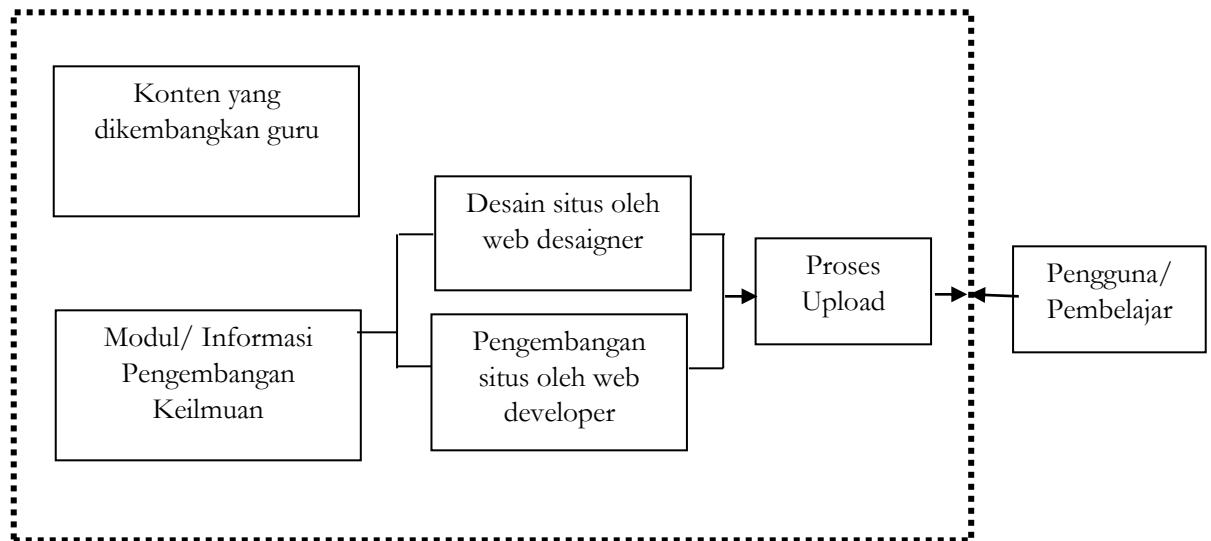 Konten yang
dikembangkan guru
Modul/ Informasi
Pengembangan
Keilmuan
Desain situs oleh
web desaigner
Pengembangan
situs oleh web
developer
Proses
Upload
Pengguna/
Pembelajar